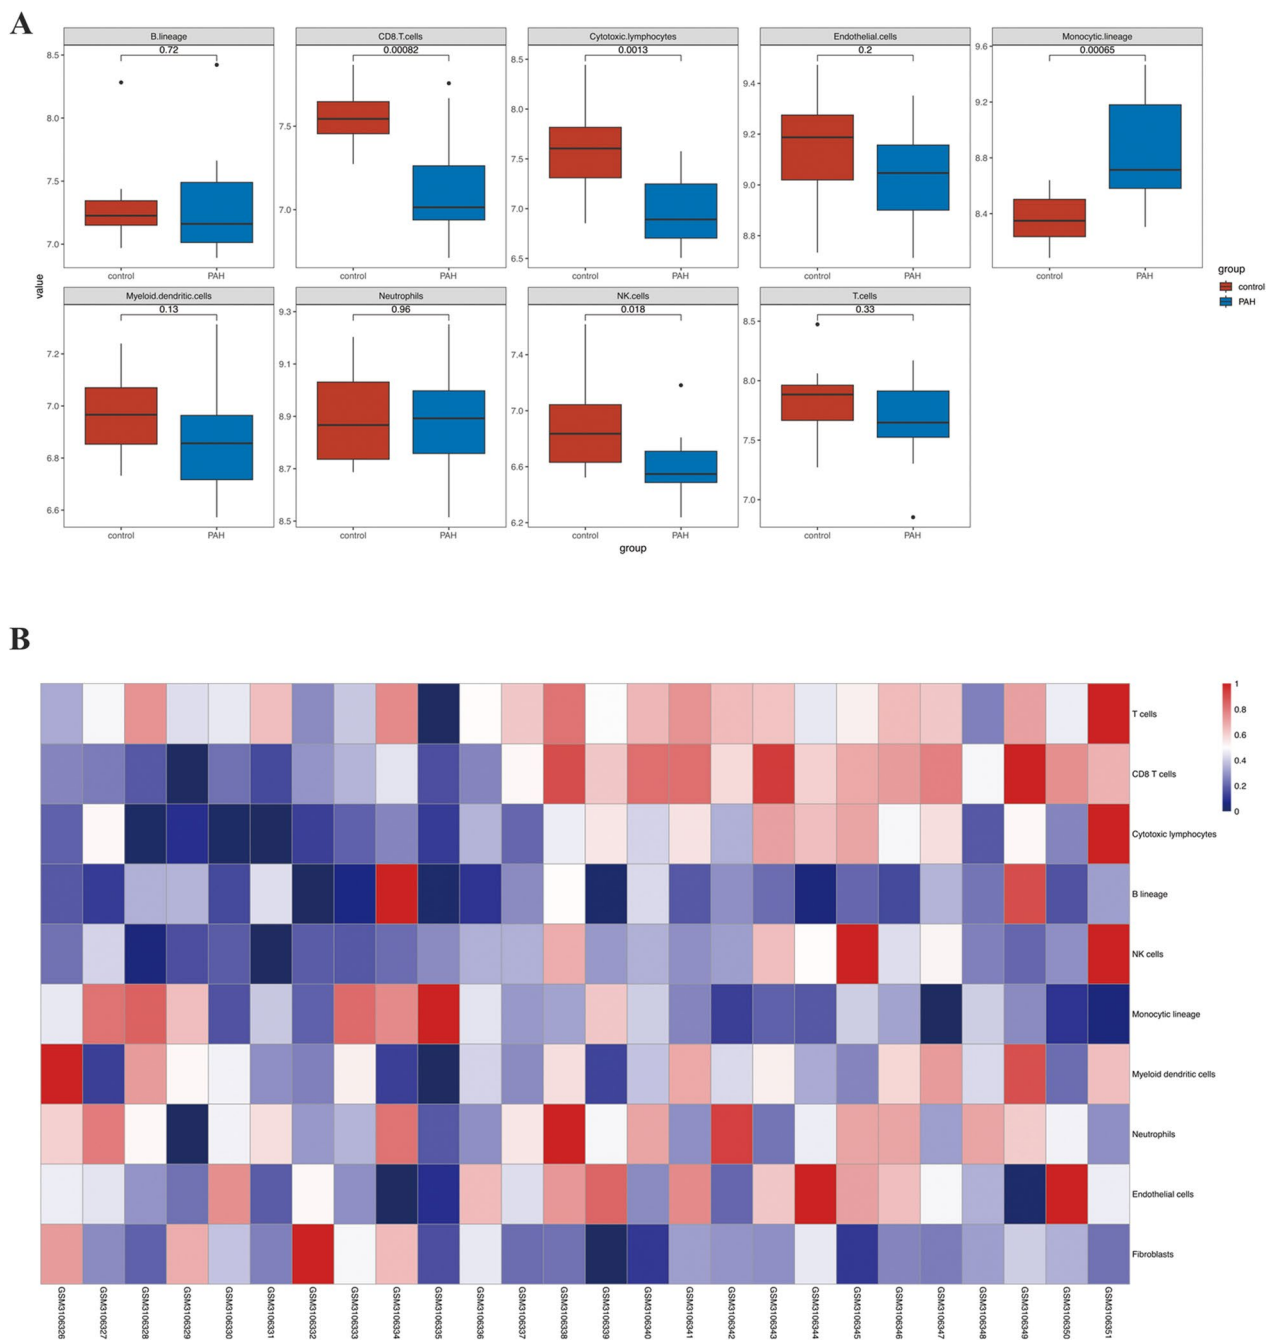 A
B.lineage
CD8.T.cells
Cytotoxic.lymphocytes
Endothelial.cells
Monocytic.lineage
0.72
0.00082
0.0013
0.2
0.00065
8.5
8.0
7.5
7.0
7.5
7.0
8.5
8.0
7.5
7.0
6.5
9.4
9.2
9.0
8.8
9.6
9.2
8.8
8.4
control PAH
control PAH
control PAH
control PAH
control PAH
value
group
control
PAH
Myeloid.dendritic.cells
Neutrophils
NK.cells
T.cells
0.13
0.96
0.018
0.33
7.2
7.0
6.8
6.6
9.3
9.1
8.9
8.7
8.5
7.4
7.0
6.6
6.2
8.5
8.0
7.5
7.0
control PAH
control PAH
control PAH
control PAH
group
B
T cells
CD8 T cells
Cytotoxic lymphocytes
B lineage
NK cells
Monocytic lineage
Myeloid dendritic cells
Neutrophils
Endothelial cells
Fibroblasts
1
0.8
0.6
0.4
0.2
0
GSM3106326
GSM3106327
GSM3106328
GSM3106329
GSM3106330
GSM3106331
GSM3106332
GSM3106333
GSM3106334
GSM3106335
GSM3106336
GSM3106337
GSM3106338
GSM3106339
GSM3106340
GSM3106341
GSM3106342
GSM3106343
GSM3106344
GSM3106345
GSM3106346
GSM3106347
GSM3106348
GSM3106349
GSM3106350
GSM3106351